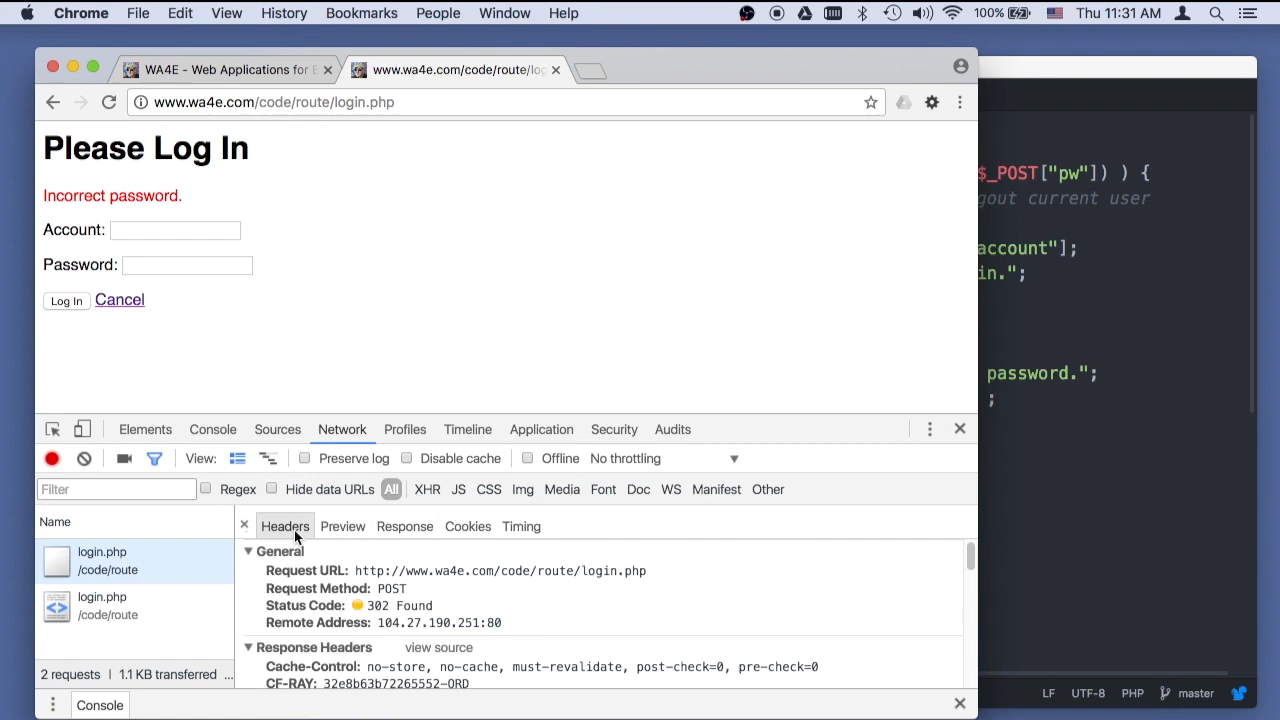 Chrome File Edit View History Bookmarks People Window Help 100% Thu 11:31 AM
WA4E - Web Applications for E www.wa4e.com/code/route/log
www.wa4e.com/code/route/login.php
Please Log In
Incorrect password.
Account:
Password:
Log In Cancel
$_POST["pw"]) ) {
gout current user
account"];
in.";
password.";
;
Elements Console Sources Network Profiles Timeline Application Security Audits
View: Preserve log Disable cache Offline No throttling
Filter Regex Hide data URLs All XHR JS CSS Img Media Font Doc WS Manifest Other
Name
login.php
/code/route
login.php
/code/route
2 requests | 1.1 KB transferred ...
Headers Preview Response Cookies Timing
General
Request URL: http://www.wa4e.com/code/route/login.php
Request Method: POST
Status Code: 302 Found
Remote Address: 104.27.190.251:80
Response Headers view source
Cache-Control: no-store, no-cache, must-revalidate, post-check=0, pre-check=0
CF-RAY: 32e8b63b72265552-ORD
Console
LF UTF-8 PHP master